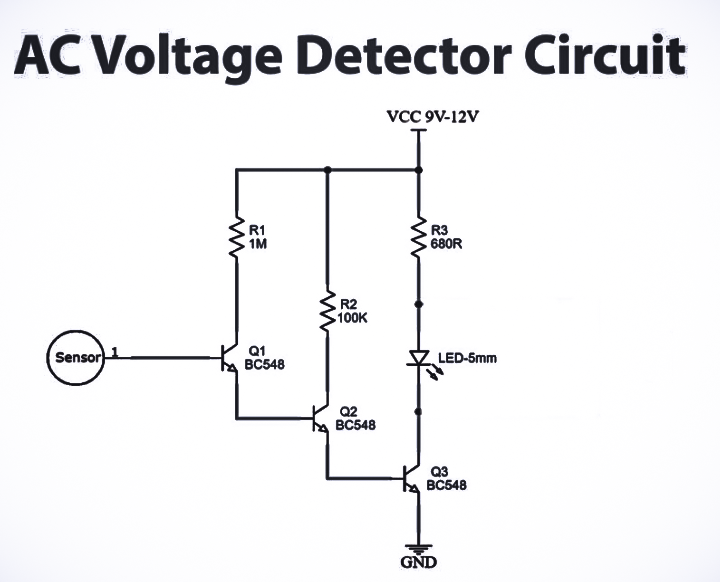 AC Voltage Detector Circuit
VCC 9V-12V
R1
1M
R3
680R
R2
100K
Sensor
1
Q1
BC548
LED-5mm
Q2
BC548
Q3
BC548
GND